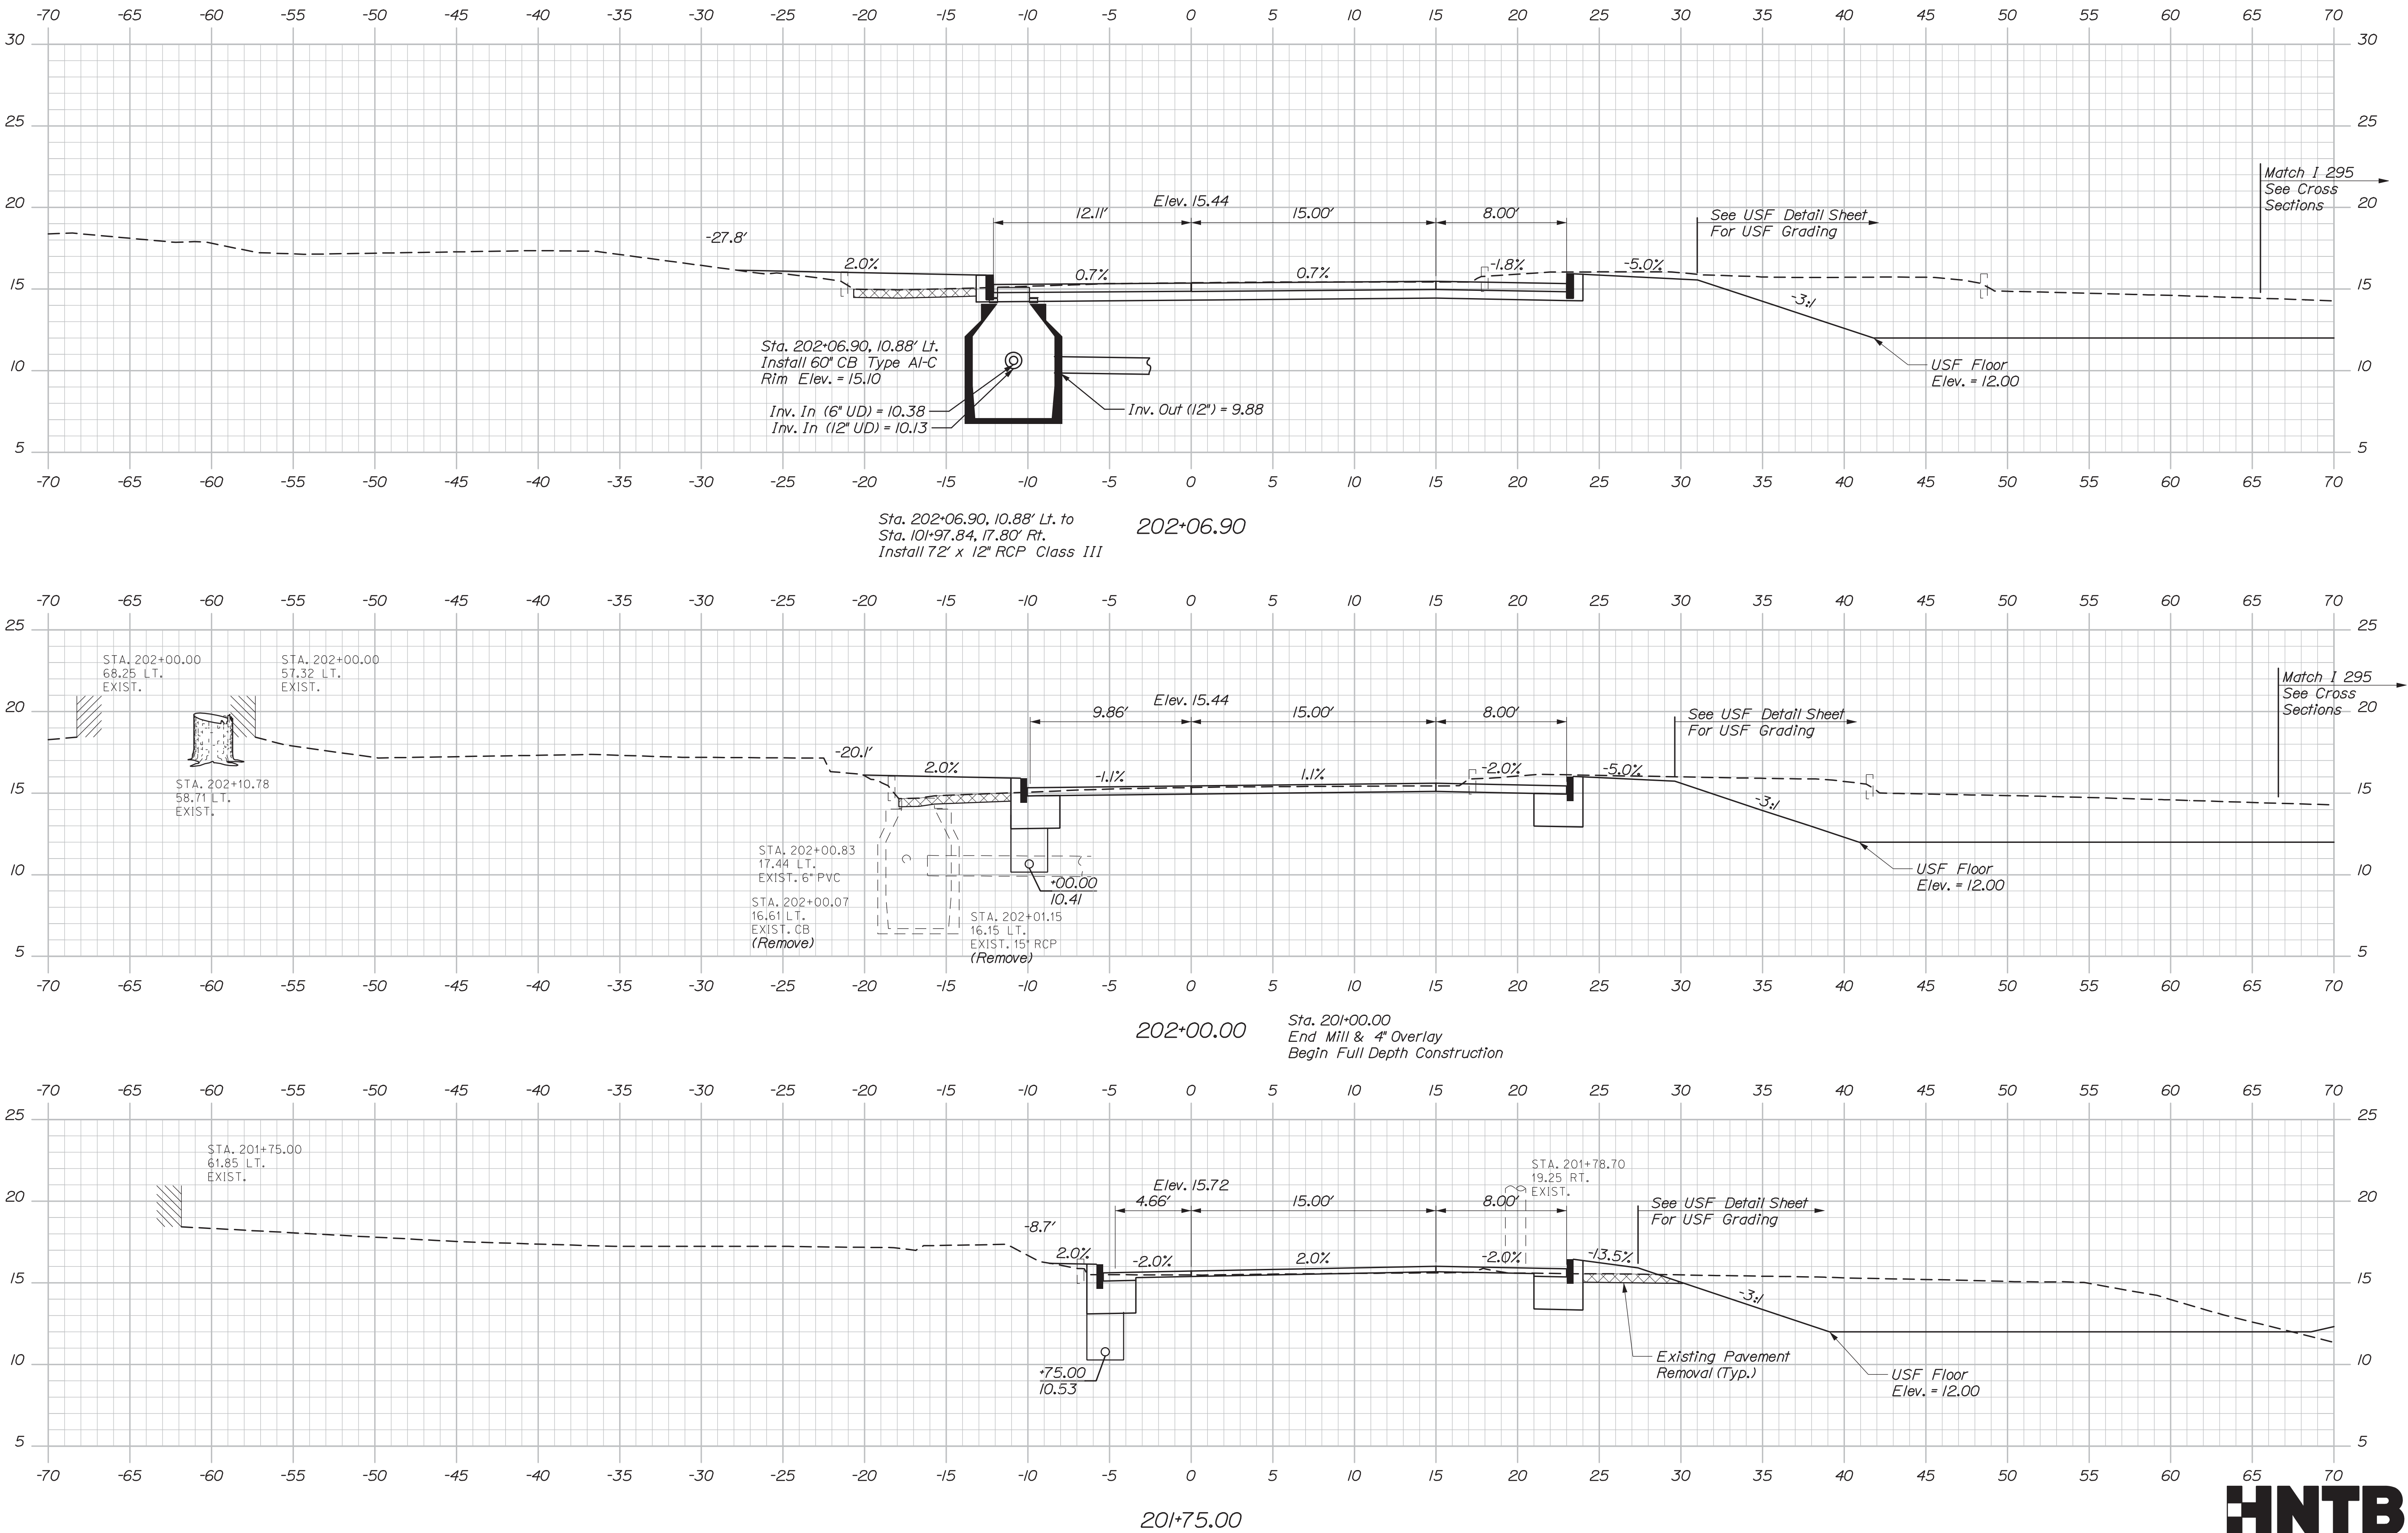 -70 -65 -60 -55 -50 -45 -40 -35 -30 -25 -20 -15 -10 -5 0 5 10 15 20 25 30 35 40 45 50 55 60 65 70
30 30
25 25
20 20
15 15
10 10
5 5
Match I 295
See Cross
Sections
Elev. 15.44
12.11' 15.00' 8.00'
See USF Detail Sheet
For USF Grading
-27.8'
2.0% 0.7% 0.7% -1.8% -5.0%
-3:1
Sta. 202+06.90, 10.88' Lt.
Install 60" CB Type A1-C
Rim Elev. = 15.10
Inv. In (6" UD) = 10.38
Inv. In (12" UD) = 10.13
Inv. Out (12") = 9.88
USF Floor
Elev. = 12.00
-70 -65 -60 -55 -50 -45 -40 -35 -30 -25 -20 -15 -10 -5 0 5 10 15 20 25 30 35 40 45 50 55 60 65 70
Sta. 202+06.90, 10.88' Lt. to
Sta. 101+97.84, 17.80' Rt.
Install 72' x 12" RCP Class III
202+06.90
-70 -65 -60 -55 -50 -45 -40 -35 -30 -25 -20 -15 -10 -5 0 5 10 15 20 25 30 35 40 45 50 55 60 65 70
25 25
20 20
15 15
10 10
5 5
STA. 202+00.00
68.25 LT.
EXIST.
STA. 202+00.00
57.32 LT.
EXIST.
STA. 202+10.78
58.71 LT.
EXIST.
Match I 295
See Cross
Sections
Elev. 15.44
9.86' 15.00' 8.00'
See USF Detail Sheet
For USF Grading
-20.1'
2.0% -1.1% 1.1% -2.0% -5.0%
-3:1
STA. 202+00.83
17.44 LT.
EXIST. 6" PVC
STA. 202+00.07
16.61 LT.
EXIST. CB
(Remove)
+00.00
10.41
STA. 202+01.15
16.15 LT.
EXIST. 15" RCP
(Remove)
USF Floor
Elev. = 12.00
-70 -65 -60 -55 -50 -45 -40 -35 -30 -25 -20 -15 -10 -5 0 5 10 15 20 25 30 35 40 45 50 55 60 65 70
202+00.00
Sta. 201+00.00
End Mill & 4" Overlay
Begin Full Depth Construction
-70 -65 -60 -55 -50 -45 -40 -35 -30 -25 -20 -15 -10 -5 0 5 10 15 20 25 30 35 40 45 50 55 60 65 70
25 25
20 20
15 15
10 10
5 5
STA. 201+75.00
61.85 LT.
EXIST.
STA. 201+78.70
19.25 RT.
EXIST.
Elev. 15.72
4.66' 15.00' 8.00'
See USF Detail Sheet
For USF Grading
-8.7'
2.0% -2.0% 2.0% -2.0% -13.5%
-3:1
+75.00
10.53
Existing Pavement
Removal (Typ.)
USF Floor
Elev. = 12.00
-70 -65 -60 -55 -50 -45 -40 -35 -30 -25 -20 -15 -10 -5 0 5 10 15 20 25 30 35 40 45 50 55 60 65 70
201+75.00
HNTB